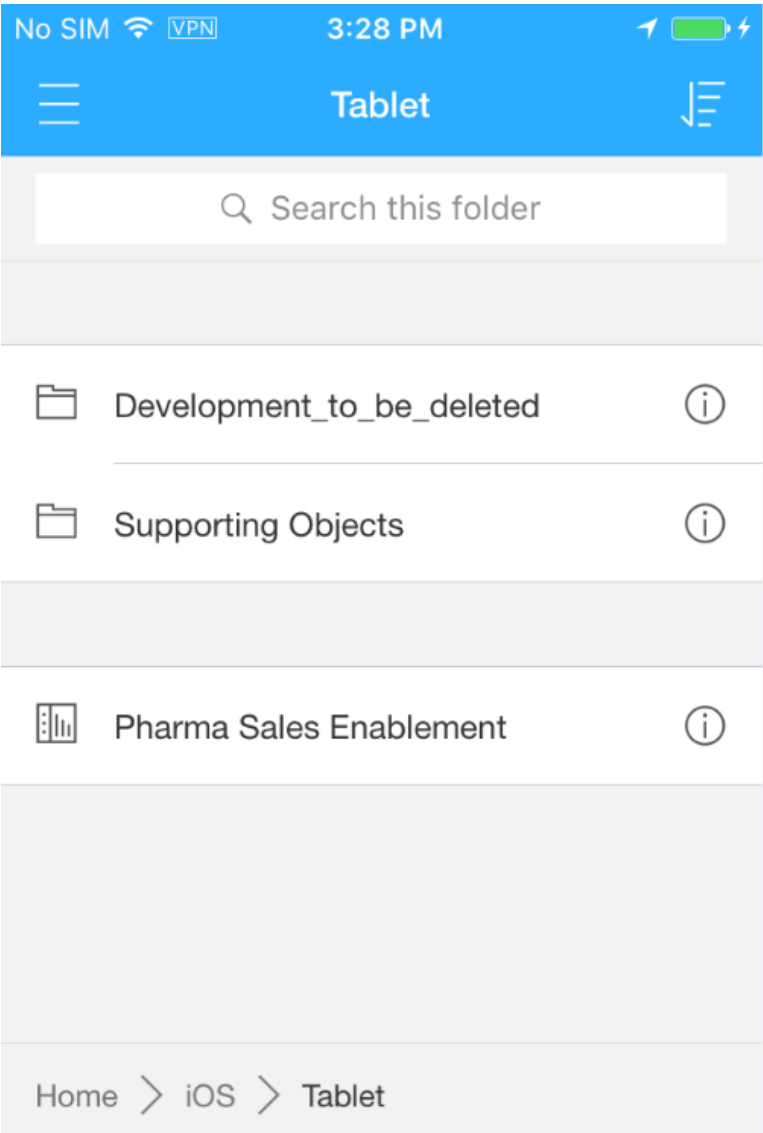 No SIM VPN 3:28 PM
Tablet
Search this folder
Development_to_be_deleted
Supporting Objects
Pharma Sales Enablement
Home iOS Tablet